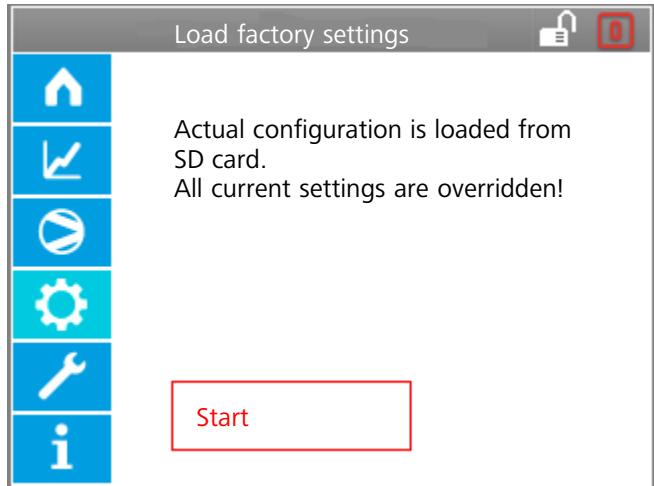 Load factory settings
0
Actual configuration is loaded from
SD card.
All current settings are overridden!
Start
i